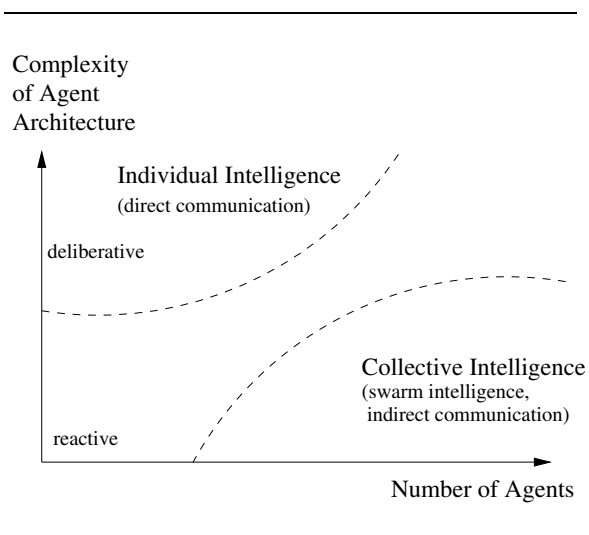 Complexity
of Agent
Architecture
Individual Intelligence
(direct communication)
deliberative
Collective Intelligence
(swarm intelligence,
indirect communication)
reactive
Number of Agents